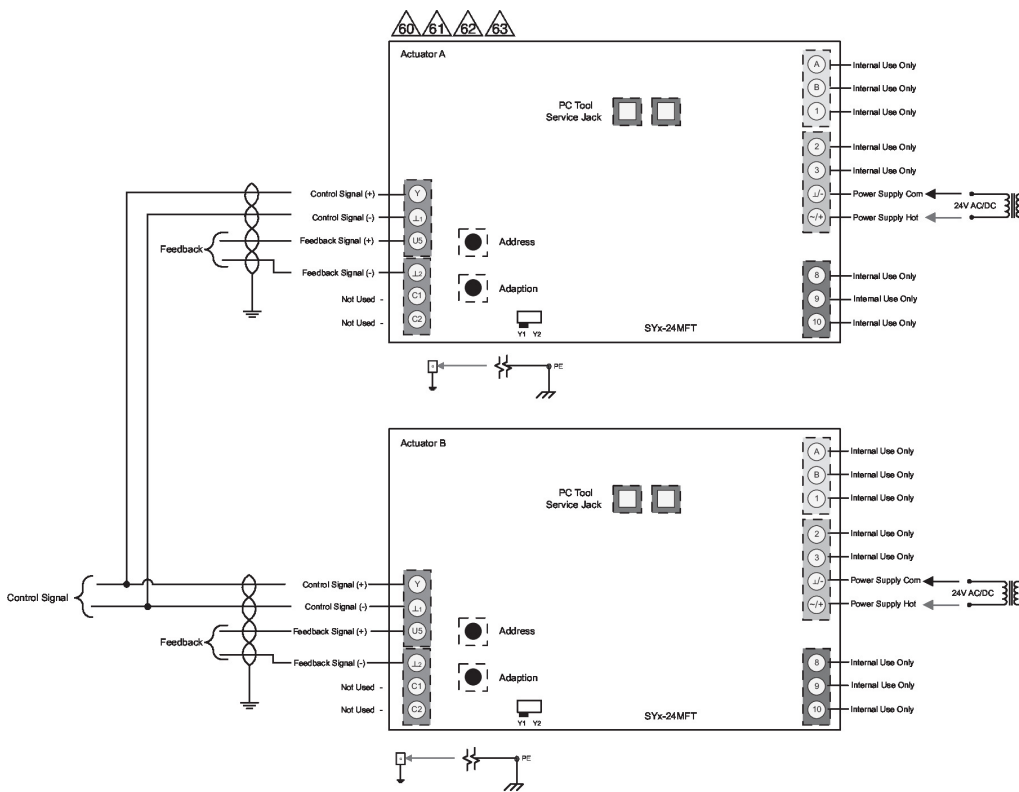 60 61 62 63
Actuator A
A Internal Use Only
B Internal Use Only
PC Tool
Service Jack
1 Internal Use Only
2 Internal Use Only
3 Internal Use Only
Control Signal (+) Y
⊥/- Power Supply Com
24V AC/DC
Control Signal (-) ⊥1
~/+ Power Supply Hot
Feedback
Feedback Signal (+) U5
Address
Feedback Signal (-) ⊥2
8 Internal Use Only
Adaption
Not Used - C1
9 Internal Use Only
Not Used - C2
Y1 Y2
SYx-24MFT
10 Internal Use Only
PE
Actuator B
A Internal Use Only
B Internal Use Only
PC Tool
Service Jack
1 Internal Use Only
2 Internal Use Only
3 Internal Use Only
Control Signal
Control Signal (+) Y
⊥/- Power Supply Com
24V AC/DC
Control Signal (-) ⊥1
~/+ Power Supply Hot
Feedback
Feedback Signal (+) U5
Address
Feedback Signal (-) ⊥2
8 Internal Use Only
Adaption
Not Used - C1
9 Internal Use Only
Not Used - C2
Y1 Y2
SYx-24MFT
10 Internal Use Only
PE